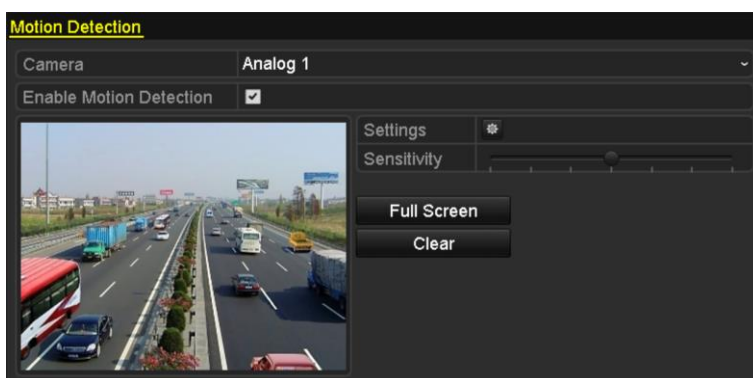 Motion Detection
Camera Analog 1
Enable Motion Detection
Settings
Sensitivity
Full Screen
Clear